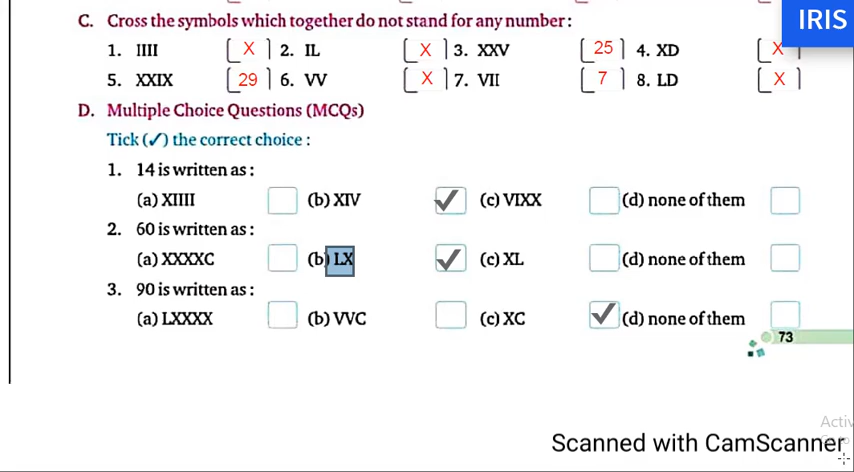 IRIS
C. Cross the symbols which together do not stand for any number :
1. IIII [ X ] 2. IL [ X ] 3. XXV [ 25 ] 4. XD [ X ]
5. XXIX [ 29 ] 6. VV [ X ] 7. VII [ 7 ] 8. LD [ X ]
D. Multiple Choice Questions (MCQs)
Tick (✓) the correct choice :
1. 14 is written as :
(a) XIIII (b) XIV ✓ (c) VIXX (d) none of them
2. 60 is written as :
(a) XXXXC (b) LX ✓ (c) XL (d) none of them
3. 90 is written as :
(a) LXXXX (b) VVC (c) XC ✓ (d) none of them
73
Scanned with CamScanner